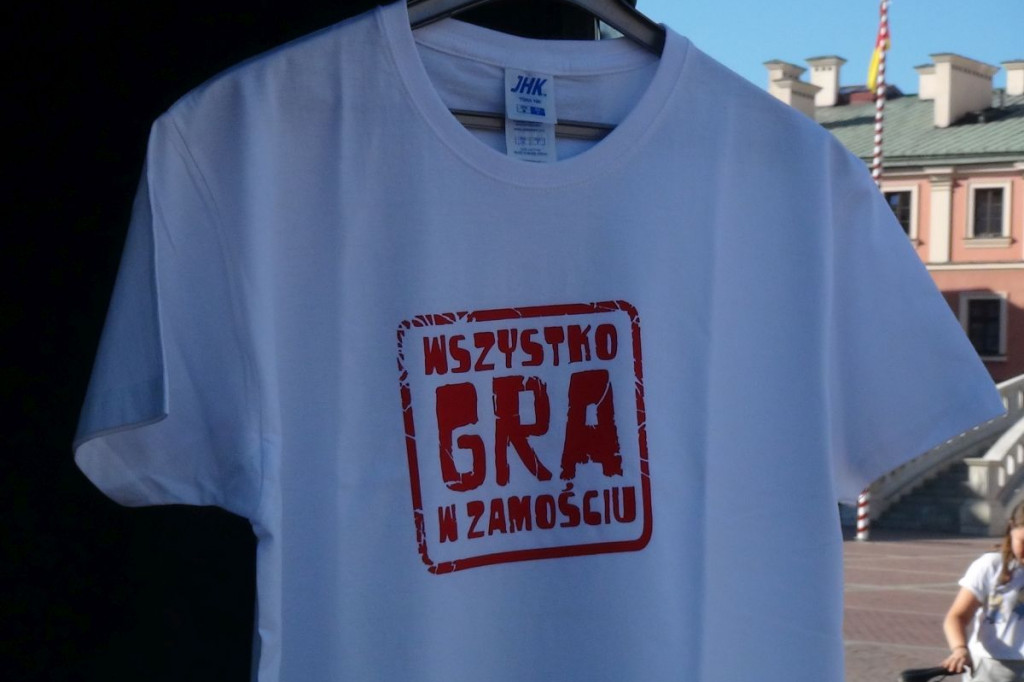 JHK
WSZYSTKO
GRA
W ZAMOŚCIU